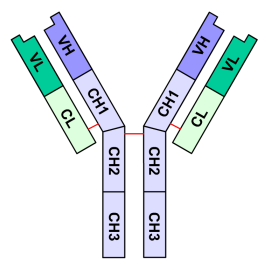 VH VH
VL VL
CH1 CH1
CL CL
CH2 CH2
CH3 CH3